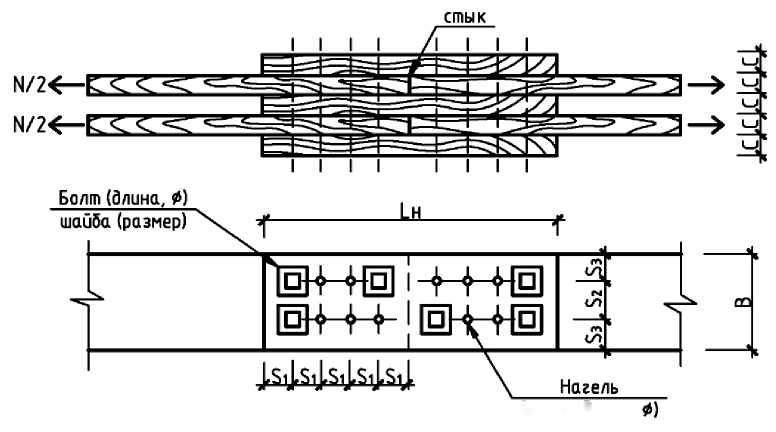 стык
N/2
N/2
С
С
С
С
С
Болт (длина, ϕ)
шайба (размер)
Lн
S3
S2
S3
В
S1 S1 S1 S1 S1
Нагель
ϕ)